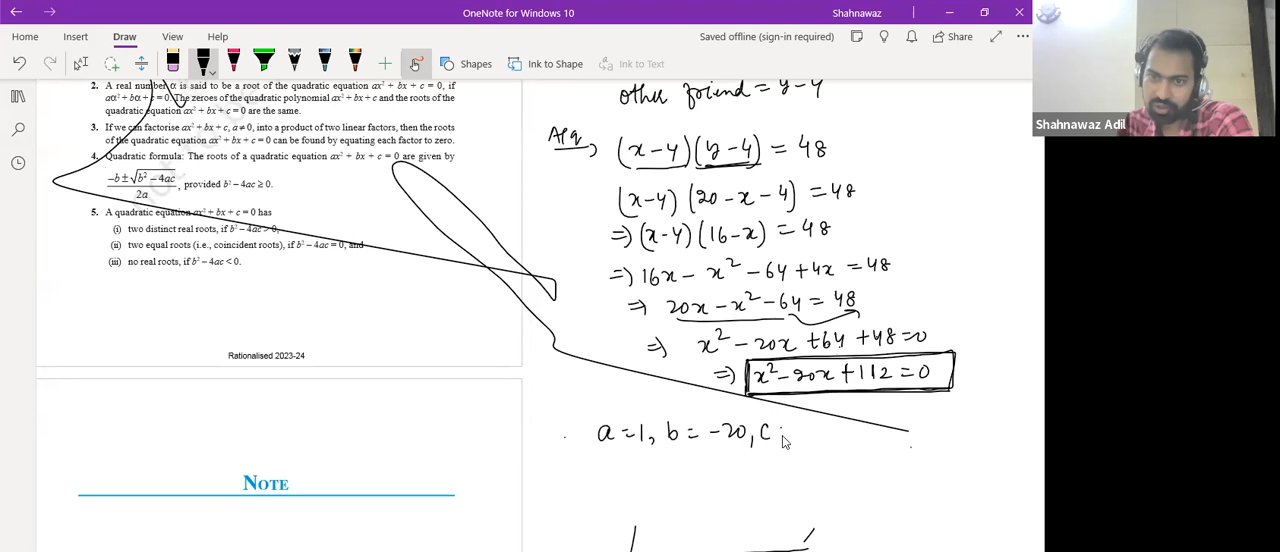 OneNote for Windows 10
Shahnawaz
Home Insert Draw View Help
Saved offline (sign-in required)
Share
Shapes
Ink to Shape
Ink to Text
2. A real number α is said to be a root of the quadratic equation ax² + bx + c = 0, if
aα² + bα + c = 0. The zeroes of the quadratic polynomial ax² + bx + c and the roots of the
quadratic equation ax² + bx + c = 0 are the same.
3. If we can factorise ax² + bx + c, a ≠ 0, into a product of two linear factors, then the roots
of the quadratic equation ax² + bx + c = 0 can be found by equating each factor to zero.
4. Quadratic formula: The roots of a quadratic equation ax² + bx + c = 0 are given by
(-b ± √(b² – 4ac))/2a, provided b² – 4ac ≥ 0.
5. A quadratic equation ax² + bx + c = 0 has
(i) two distinct real roots, if b² – 4ac > 0,
(ii) two equal roots (i.e., coincident roots), if b² – 4ac = 0, and
(iii) no real roots, if b² – 4ac < 0.
Rationalised 2023-24
NOTE
other friend = y-4
(x-4)(y-4) = 48
(x-4) (20-x-4) = 48
=> (x-4) (16-x) = 48
=> 16x - x² - 64 + 4x = 48
=> 20x - x² - 64 = 48
=> x² - 20x + 64 + 48 = 0
=> x² - 20x + 112 = 0
a = 1, b = -20, c
Shahnawaz Adil